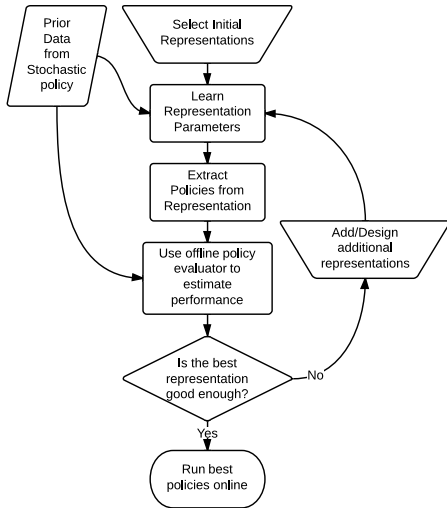 Prior
Data
from
Stochastic
policy
Select Initial
Representations
Learn
Representation
Parameters
Extract
Policies from
Representation
Use offline policy
evaluator to
estimate
performance
Add/Design
additional
representations
Is the best
representation
good enough?
No
Yes
Run best
policies online